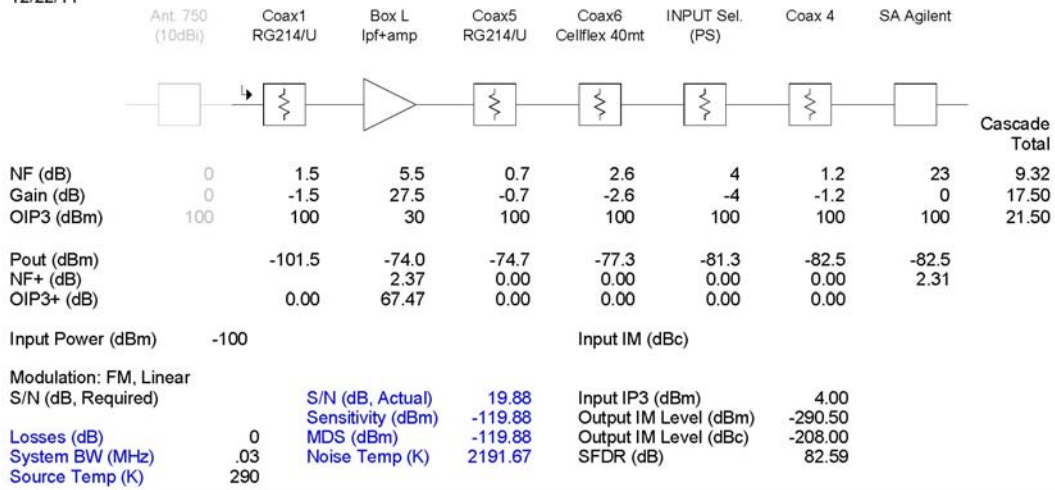 Ant. 750 Coax1 Box L Coax5 Coax6 INPUT Sel. Coax 4 SA Agilent
(10dBi) RG214/U lpf+amp RG214/U Cellflex 40mt (PS)
Cascade
Total
NF (dB) 0 1.5 5.5 0.7 2.6 4 1.2 23 9.32
Gain (dB) 0 -1.5 27.5 -0.7 -2.6 -4 -1.2 0 17.50
OIP3 (dBm) 100 100 30 100 100 100 100 100 21.50
Pout (dBm) -101.5 -74.0 -74.7 -77.3 -81.3 -82.5 -82.5
NF+ (dB) 2.37 0.00 0.00 0.00 0.00 2.31
OIP3+ (dB) 0.00 67.47 0.00 0.00 0.00 0.00
Input Power (dBm) -100 Input IM (dBc)
Modulation: FM, Linear
S/N (dB, Required) S/N (dB, Actual) 19.88 Input IP3 (dBm) 4.00
Sensitivity (dBm) -119.88 Output IM Level (dBm) -290.50
Losses (dB) 0 MDS (dBm) -119.88 Output IM Level (dBc) -208.00
System BW (MHz) .03 Noise Temp (K) 2191.67 SFDR (dB) 82.59
Source Temp (K) 290